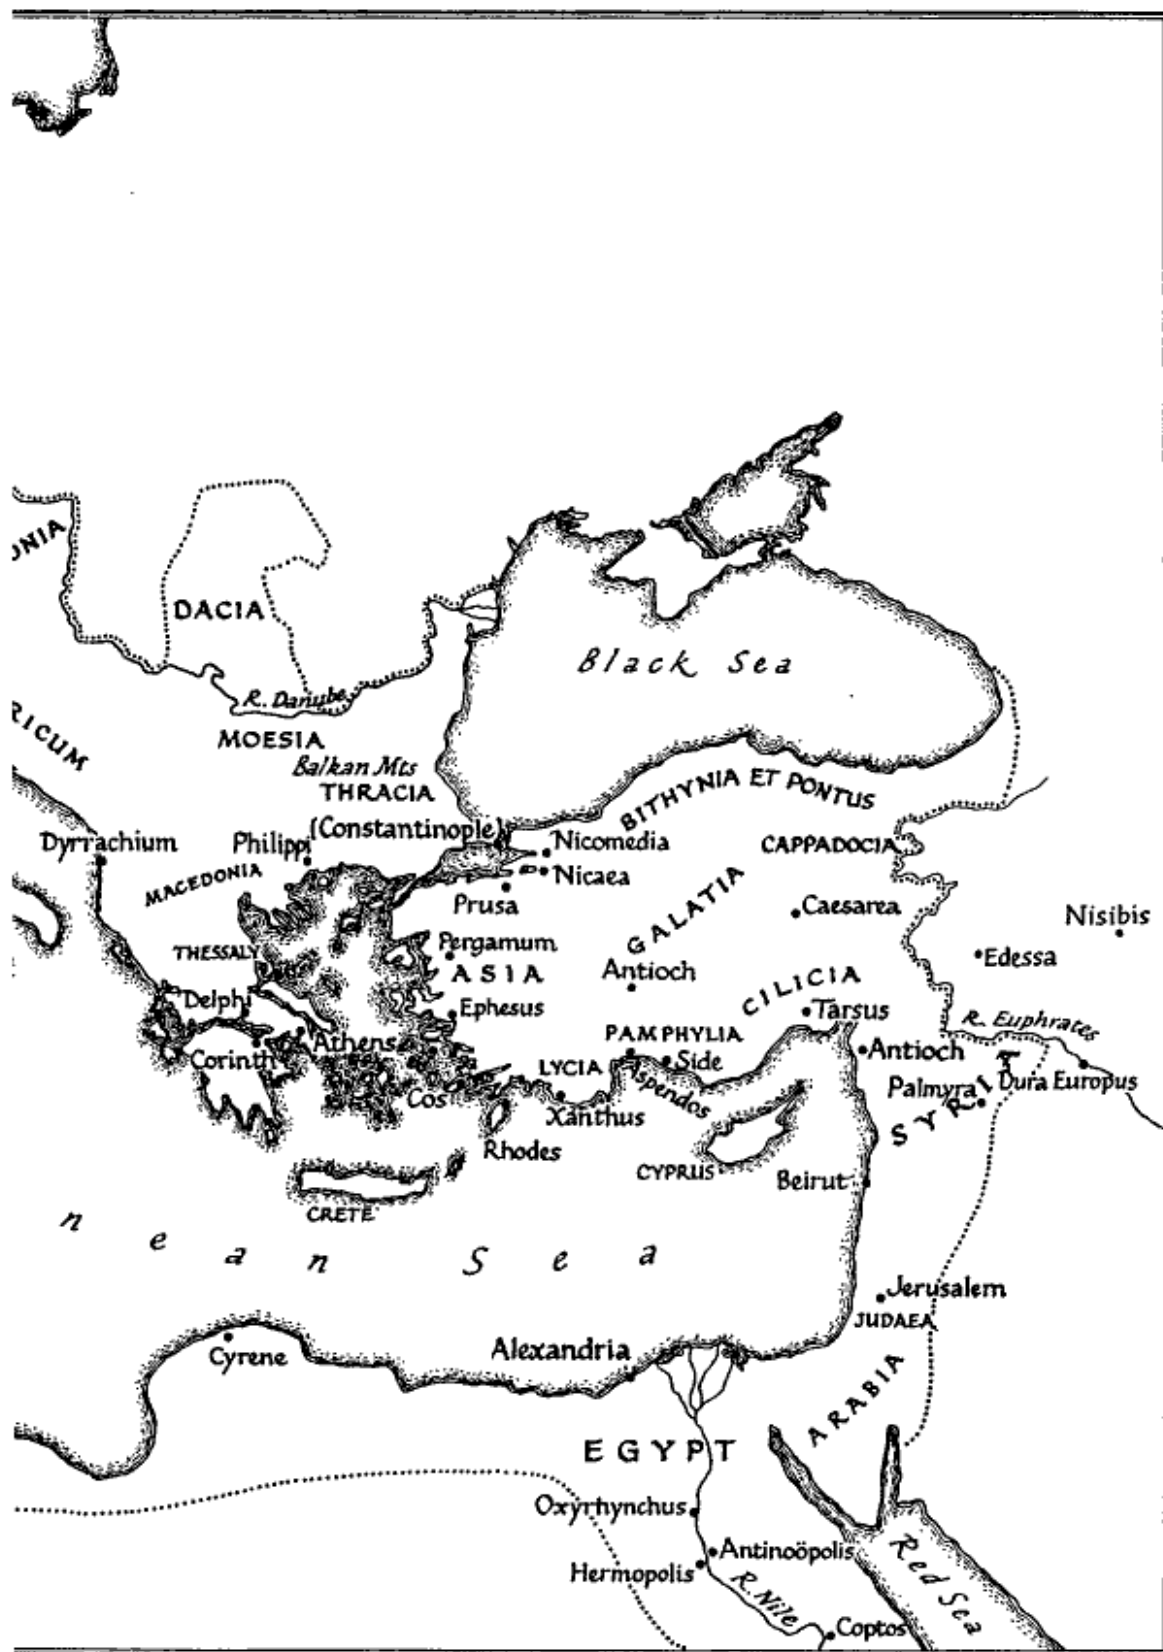 ONIA
DACIA
Black Sea
R. Danube
RICUM
MOESIA
Balkan Mts
THRACIA
BITHYNIA ET PONTUS
(Constantinople)
Dyrrachium
Philippi
Nicomedia
CAPPADOCIA
MACEDONIA
Nicaea
Prusa
GALATIA
Caesarea
Nisibis
THESSALY
Pergamum
ASIA
Antioch
Edessa
CILICIA
Delphi
Ephesus
Tarsus
R. Euphrates
Corinth
Athens
PAMPHYLIA
Side
Antioch
LYCIA
Aspendos
Palmyra
SYRIA
Dura Europus
Cos
Xanthus
Rhodes
CYPRUS
Beirut
CRETE
nean Sea
Jerusalem
JUDAEA
Cyrene
Alexandria
ARABIA
EGYPT
Oxyrhynchus
Antinoöpolis
Hermopolis
R. Nile
Red Sea
Coptos